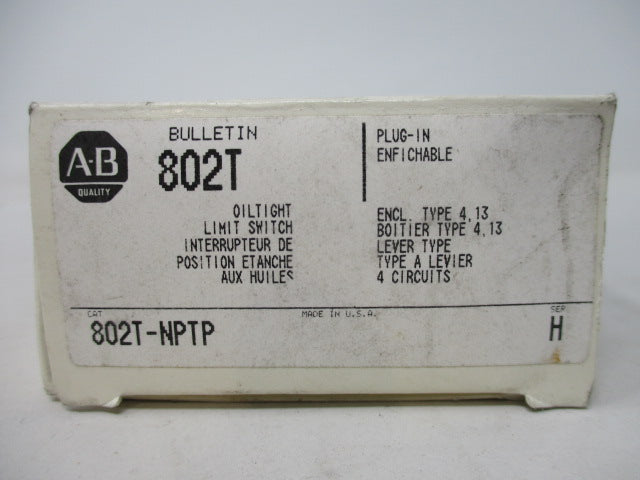 A·B
QUALITY
BULLETIN
802T
OILTIGHT
LIMIT SWITCH
INTERRUPTEUR DE
POSITION ETANCHE
AUX HUILES
PLUG-IN
ENFICHABLE
ENCL. TYPE 4,13
BOITIER TYPE 4,13
LEVER TYPE
TYPE A LEVIER
4 CIRCUITS
CAT
802T-NPTP
MADE IN U.S.A.
SER
H